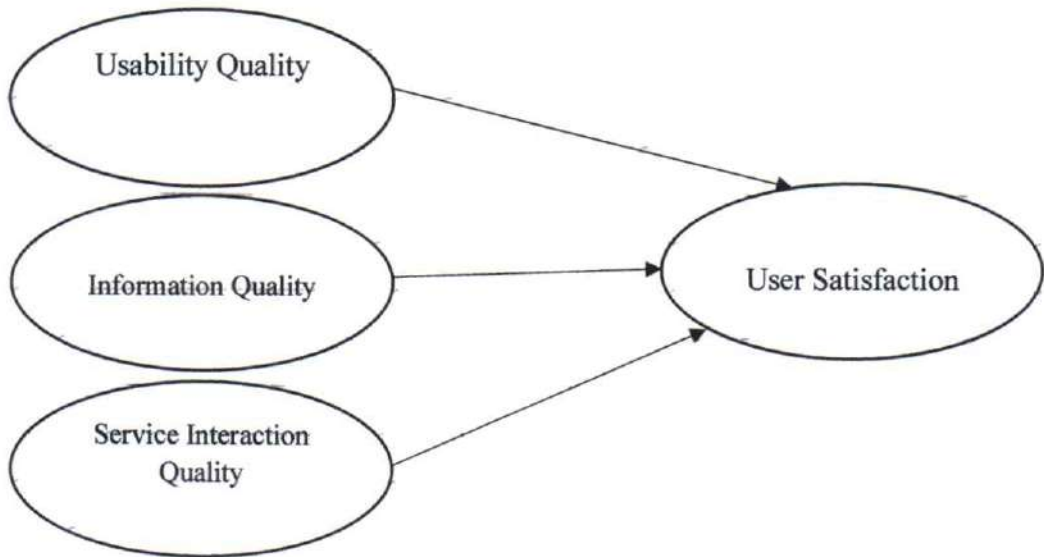 Usability Quality
Information Quality
User Satisfaction
Service Interaction
Quality